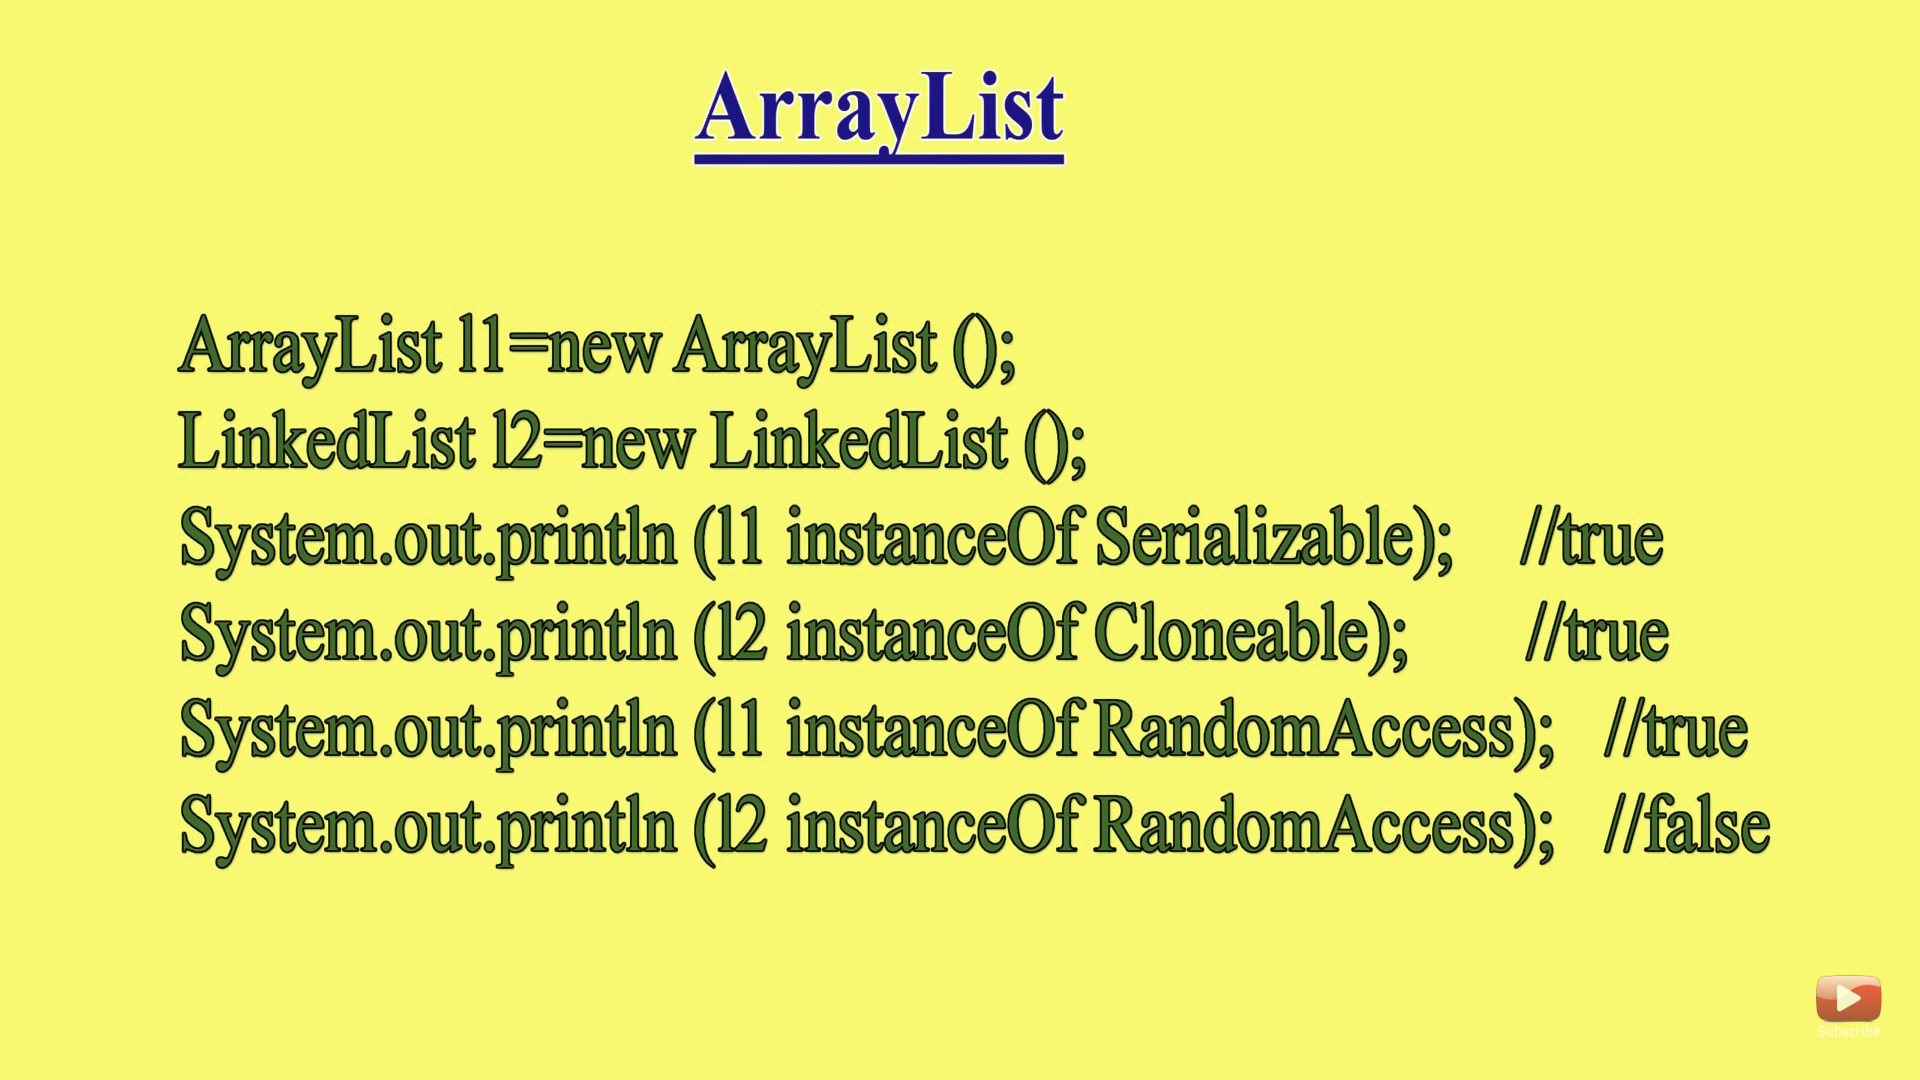 ArrayList
ArrayList l1=new ArrayList ();
LinkedList l2=new LinkedList ();
System.out.println (l1 instanceOf Serializable); //true
System.out.println (l2 instanceOf Cloneable); //true
System.out.println (l1 instanceOf RandomAccess); //true
System.out.println (l2 instanceOf RandomAccess); //false
Subscribe